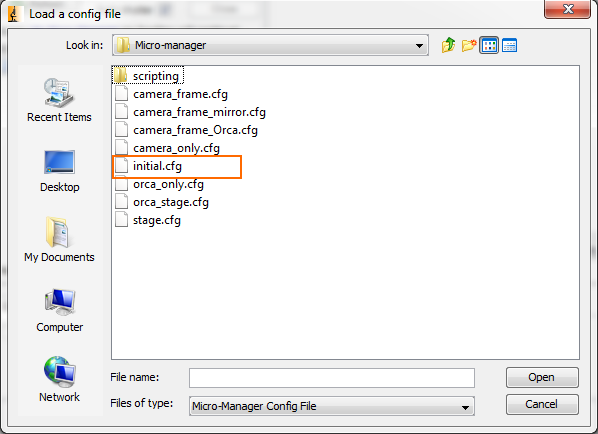 Load a config file
Look in: Micro-manager
Recent Items
Desktop
My Documents
Computer
Network
scripting
camera_frame.cfg
camera_frame_mirror.cfg
camera_frame_Orca.cfg
camera_only.cfg
initial.cfg
orca_only.cfg
orca_stage.cfg
stage.cfg
File name: Open
Files of type: Micro-Manager Config File Cancel